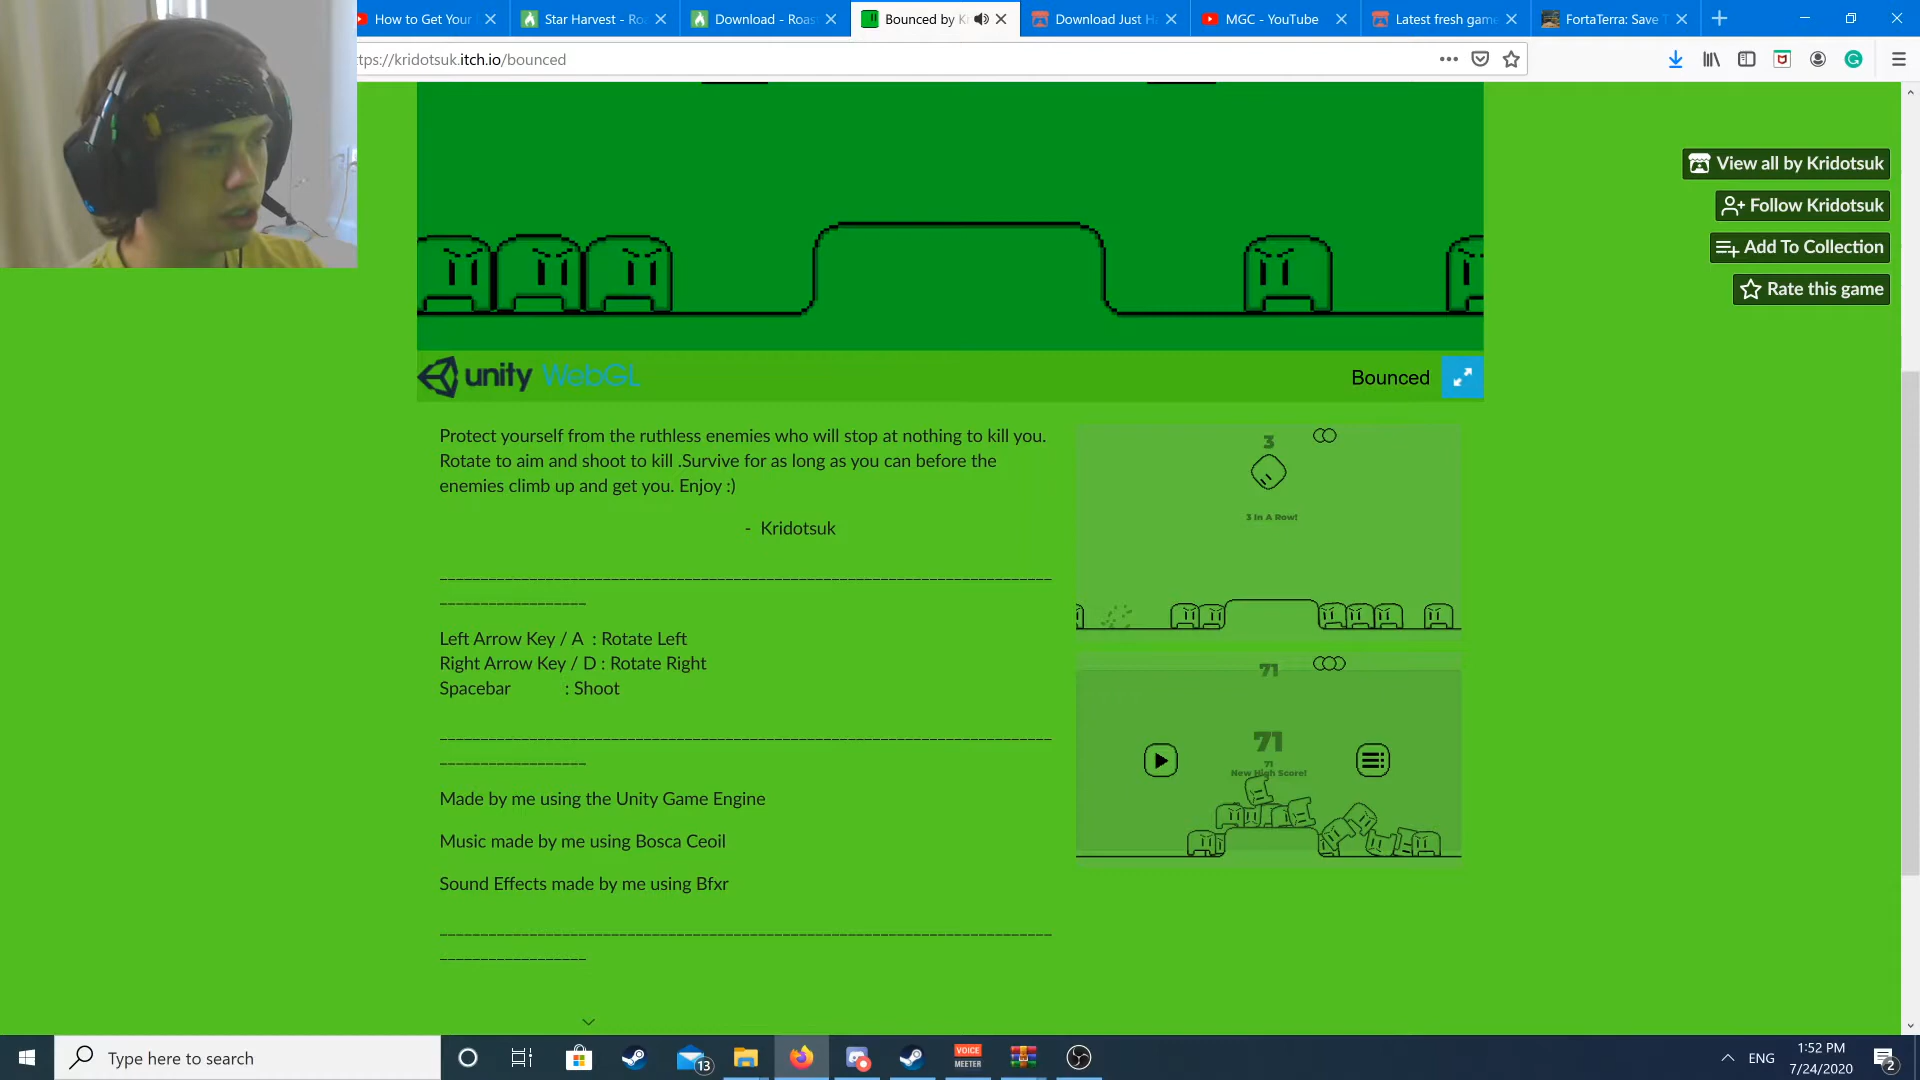 How to Get Your
Star Harvest - Ro
Download - Roas
Bounced by K
Download Just H
MGC - YouTube
Latest fresh gam
FortaTerra: Save T
tps://kridotsuk.itch.io/bounced
View all by Kridotsuk
Follow Kridotsuk
Add To Collection
Rate this game
unity WebGL
Bounced
Protect yourself from the ruthless enemies who will stop at nothing to kill you.
Rotate to aim and shoot to kill .Survive for as long as you can before the
enemies climb up and get you. Enjoy :)
- Kridotsuk
3
3 In A Row!
Left Arrow Key / A : Rotate Left
Right Arrow Key / D : Rotate Right
Spacebar : Shoot
71
71
71
New High Score!
Made by me using the Unity Game Engine
Music made by me using Bosca Ceoil
Sound Effects made by me using Bfxr
Type here to search
13
VOICE
MEETER
ENG
1:52 PM
7/24/2020
2